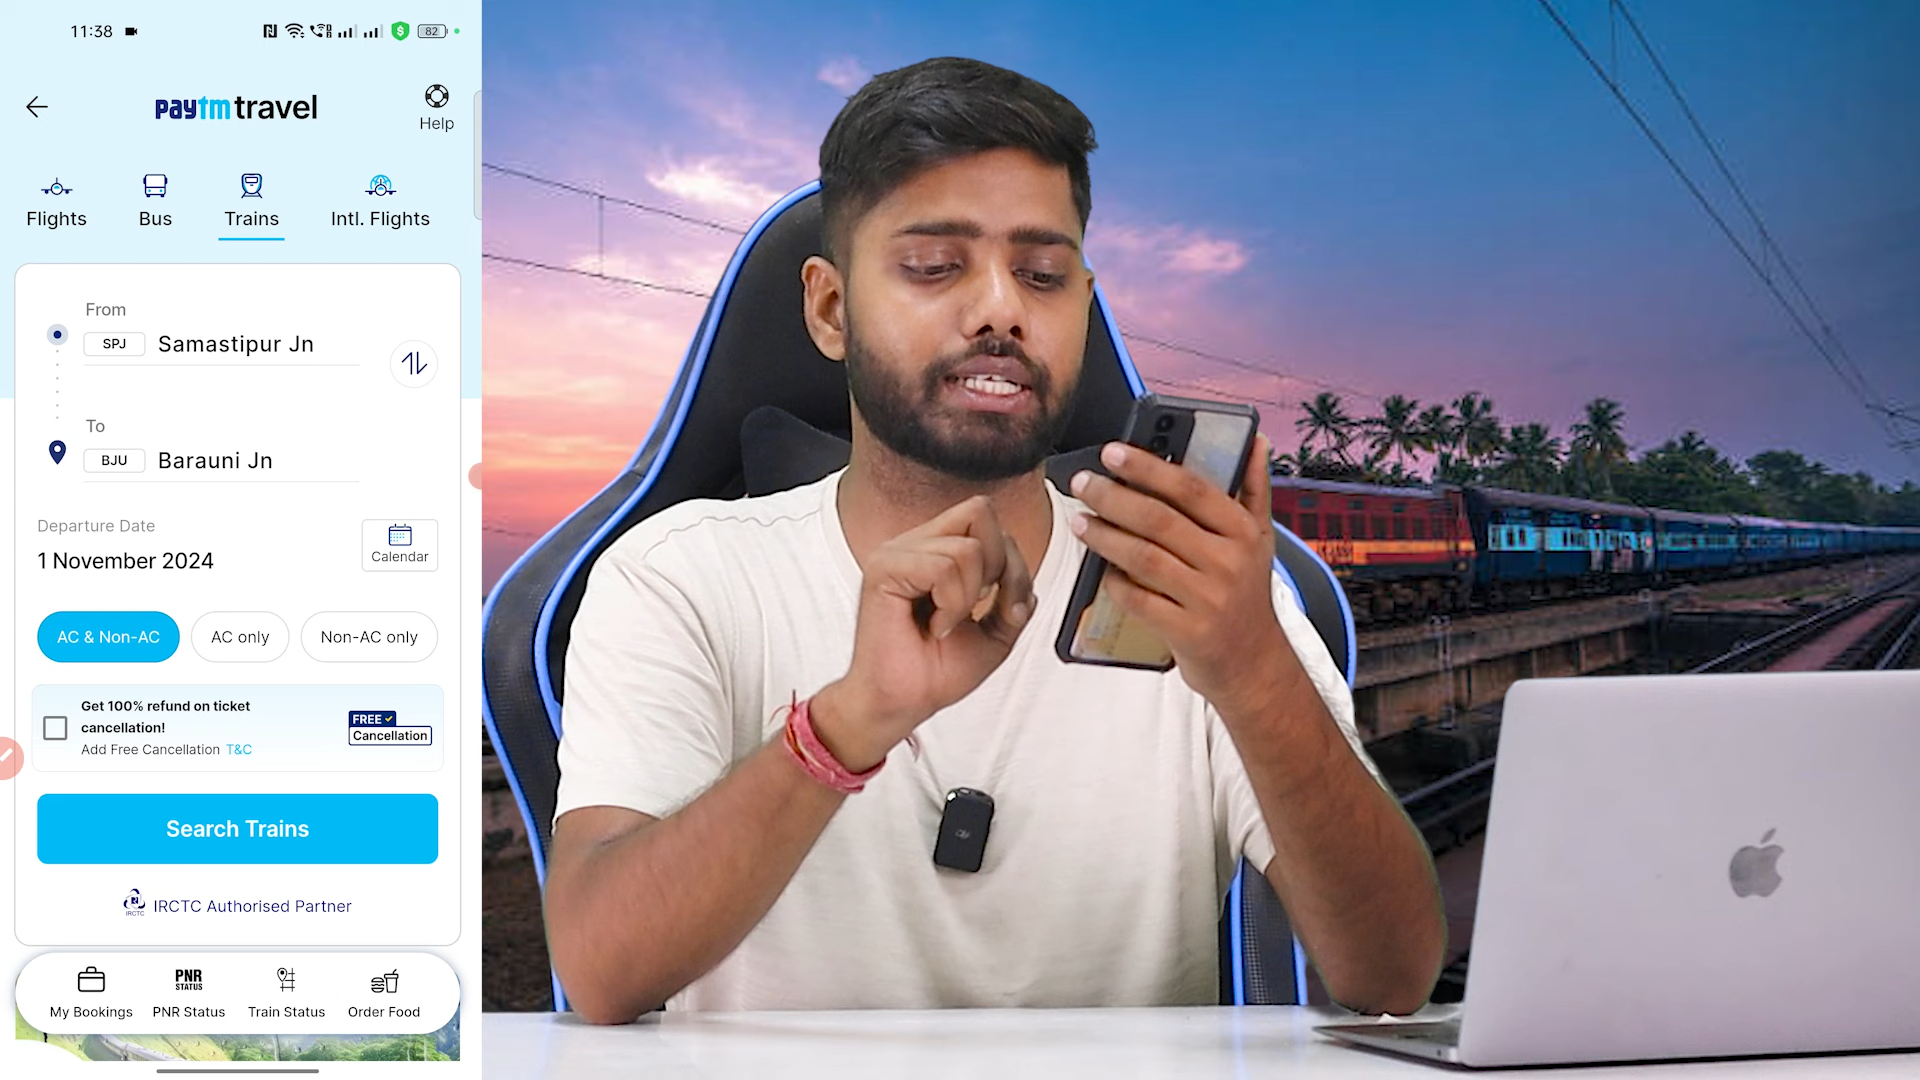 11:38
82
paytm travel
Help
Flights
Bus
Trains
Intl. Flights
From
SPJ
Samastipur Jn
To
BJU
Barauni Jn
Departure Date
1 November 2024
Calendar
AC & Non-AC
AC only
Non-AC only
Get 100% refund on ticket
cancellation!
Add Free Cancellation T&C
FREE
Cancellation
Search Trains
IRCTC
IRCTC Authorised Partner
PNR
STATUS
My Bookings
PNR Status
Train Status
Order Food